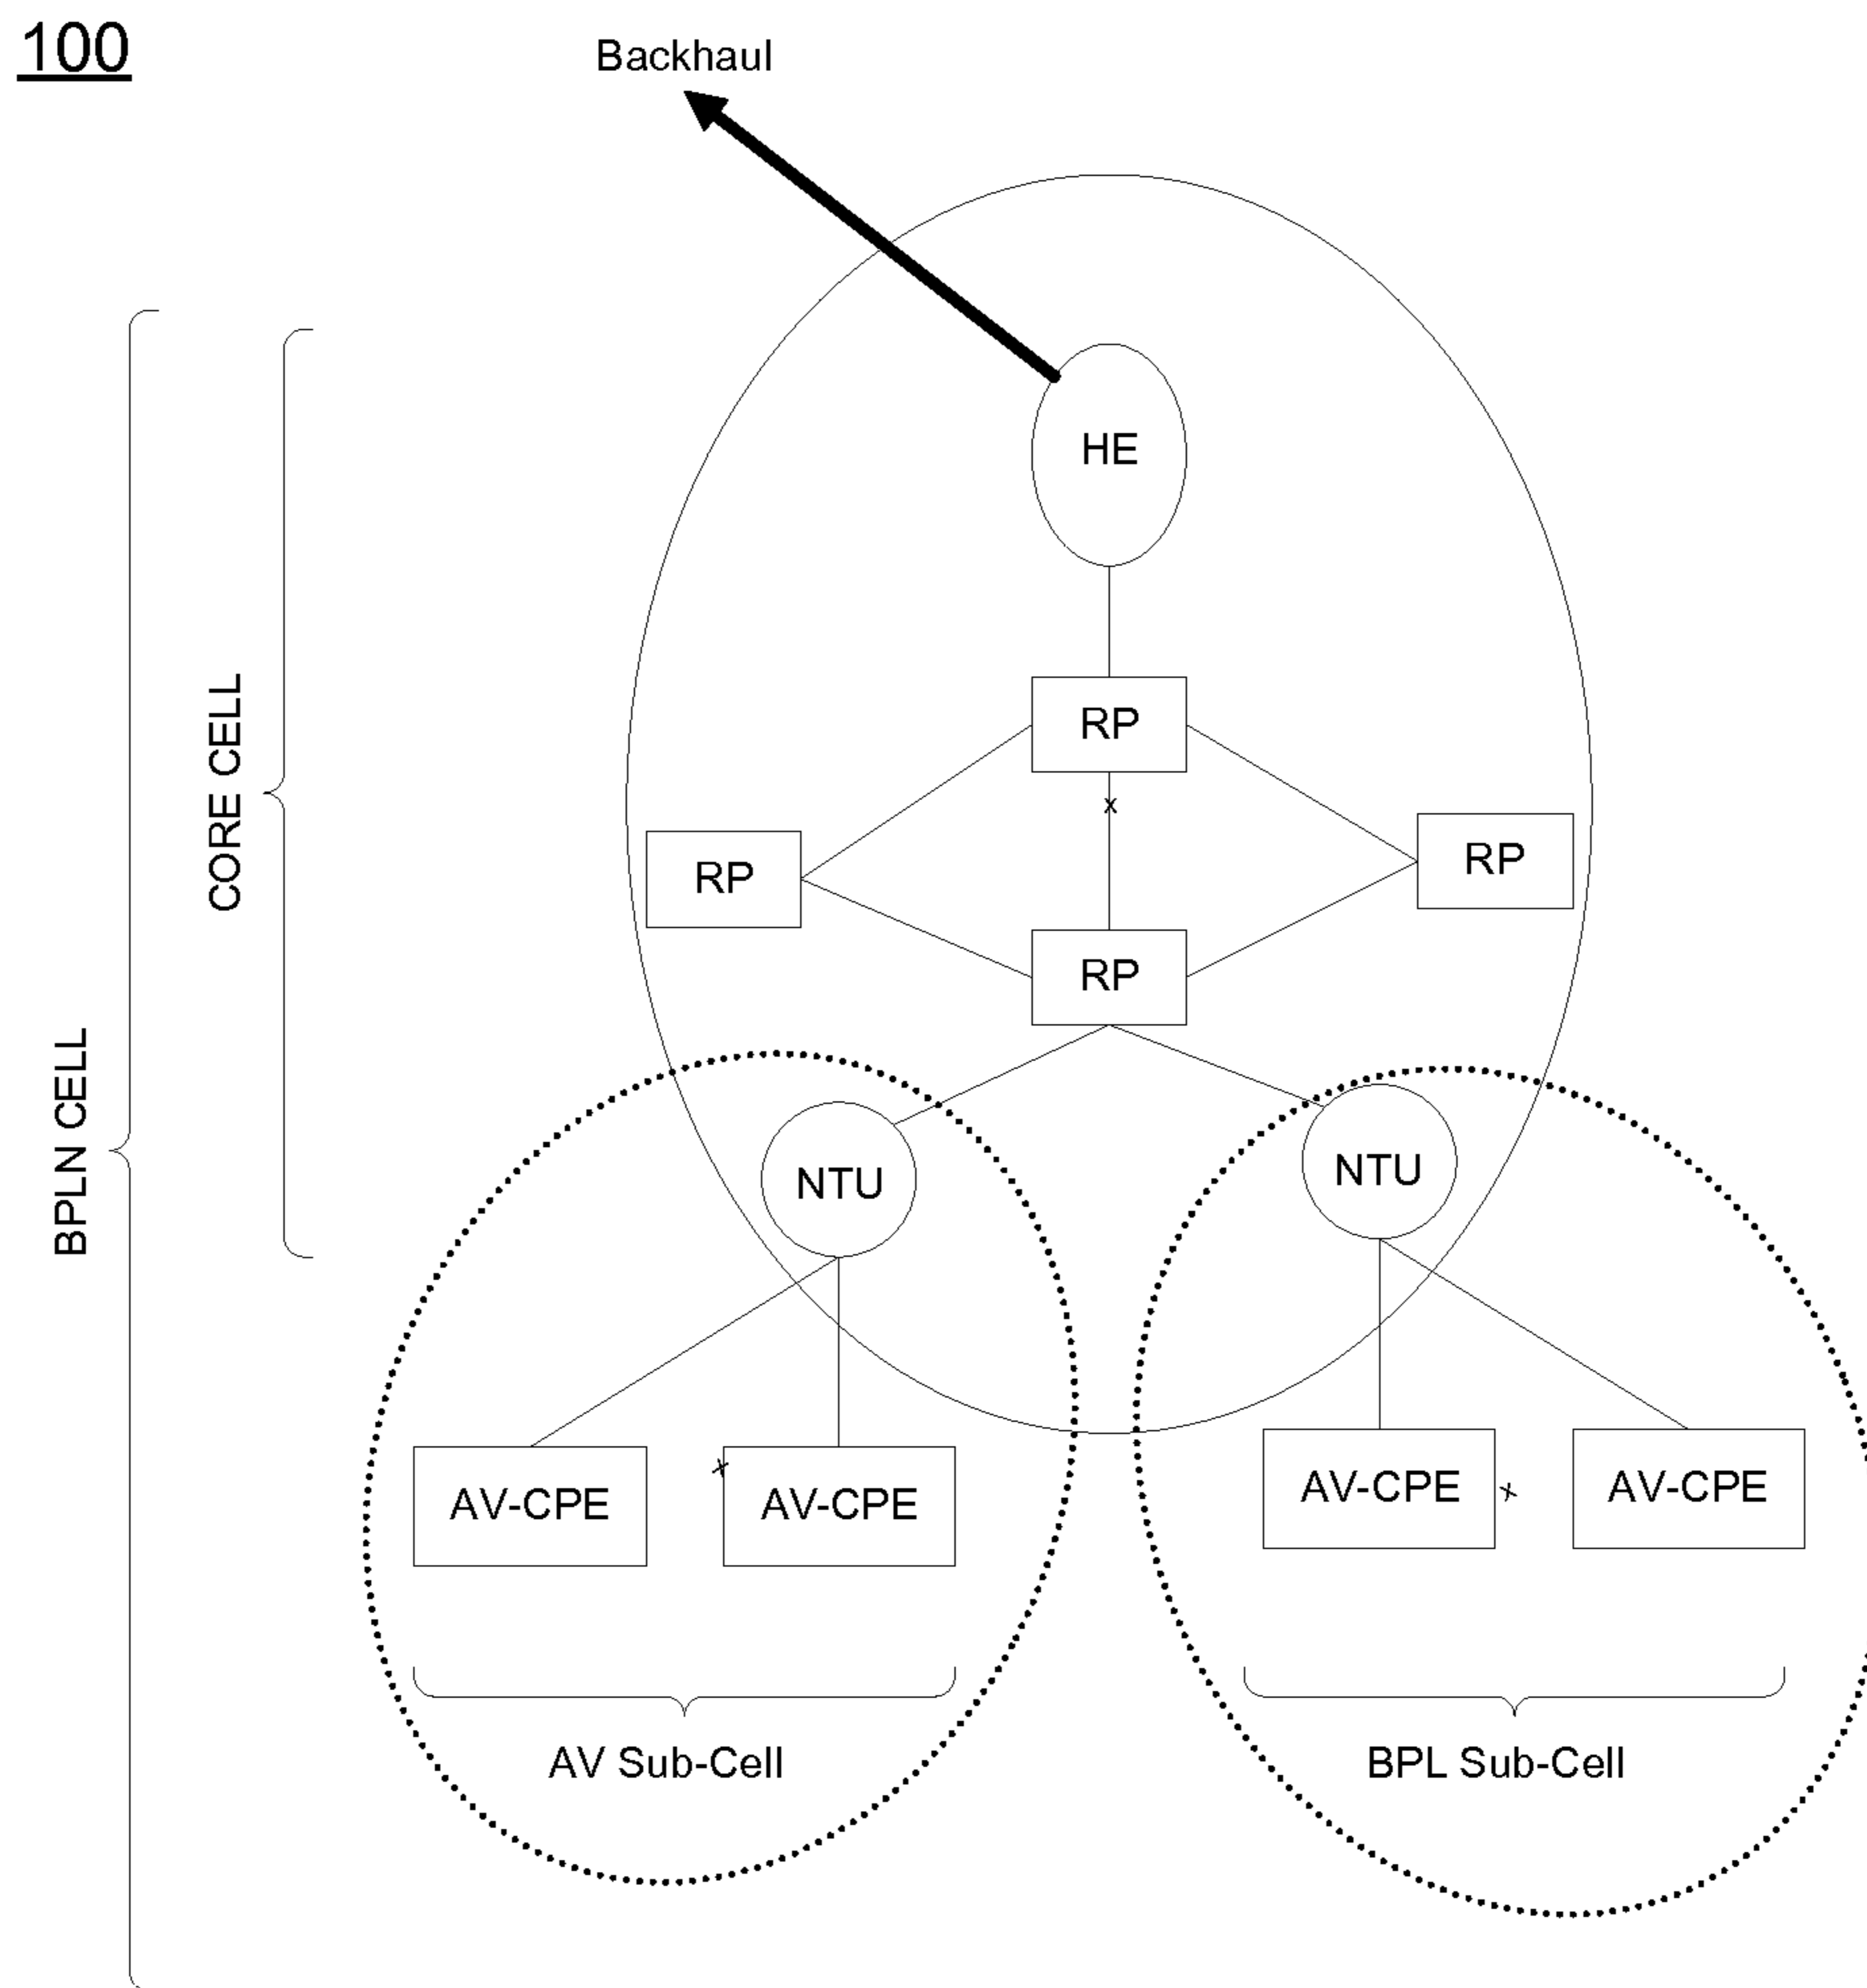 100
Backhaul
HE
RP
x
RP
RP
RP
CORE CELL
BPLN CELL
NTU
NTU
AV-CPE
x
AV-CPE
AV-CPE
x
AV-CPE
AV Sub-Cell
BPL Sub-Cell